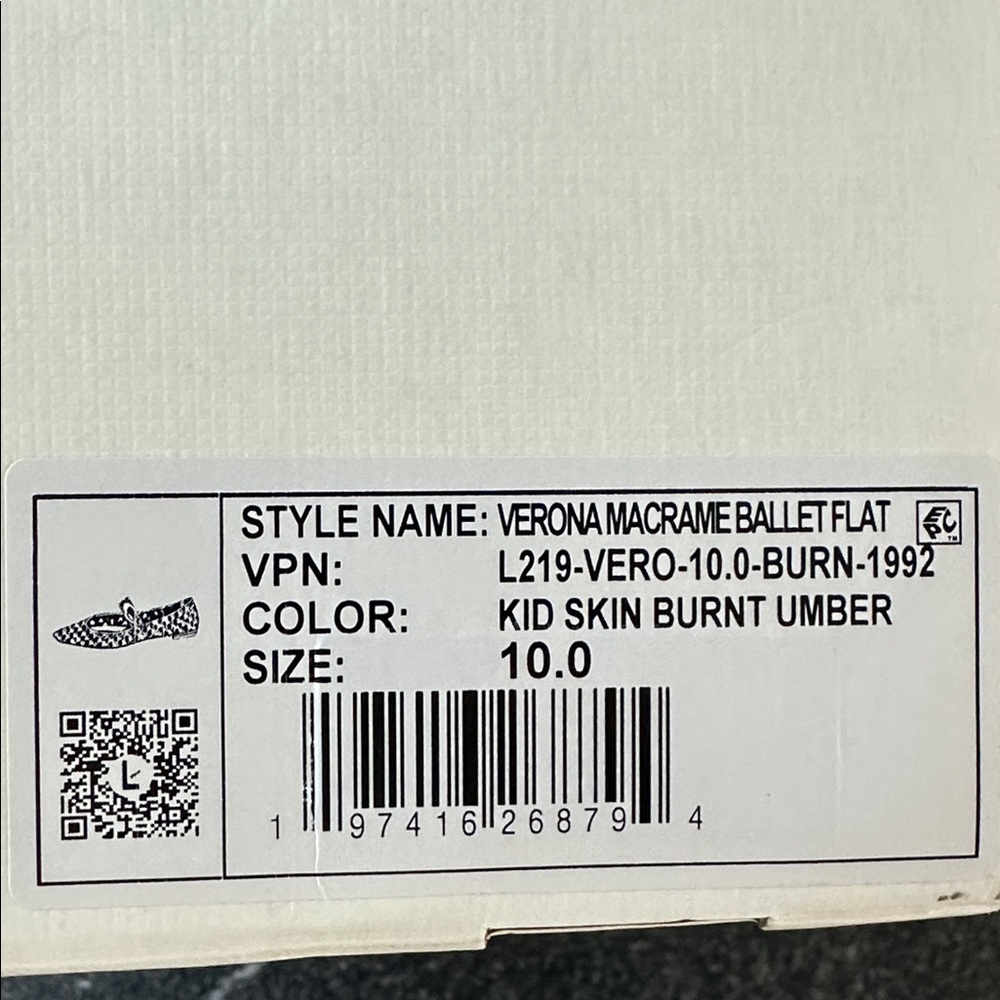 STYLE NAME: VERONA MACRAME BALLET FLAT
VPN: L219-VERO-10.0-BURN-1992
COLOR: KID SKIN BURNT UMBER
SIZE: 10.0
1 97416 26879 4
EPC™
L